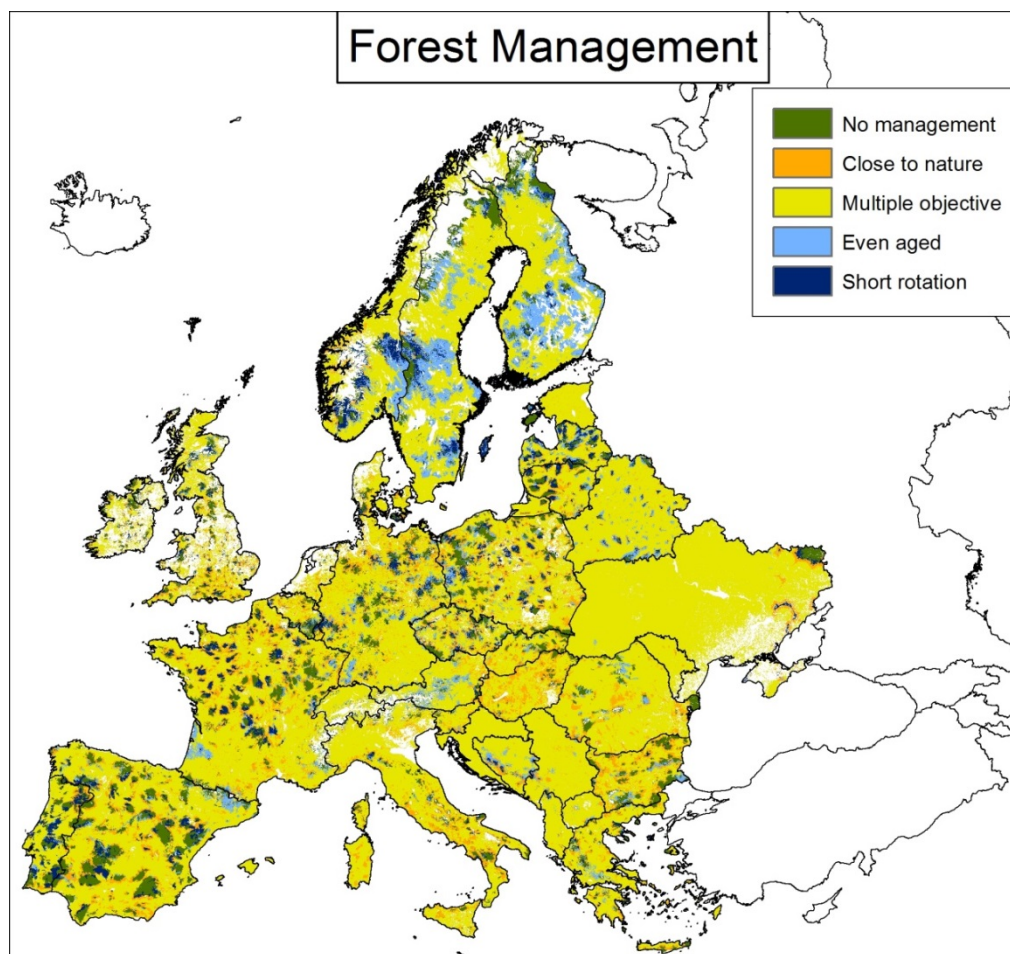 Forest Management
No management
Close to nature
Multiple objective
Even aged
Short rotation